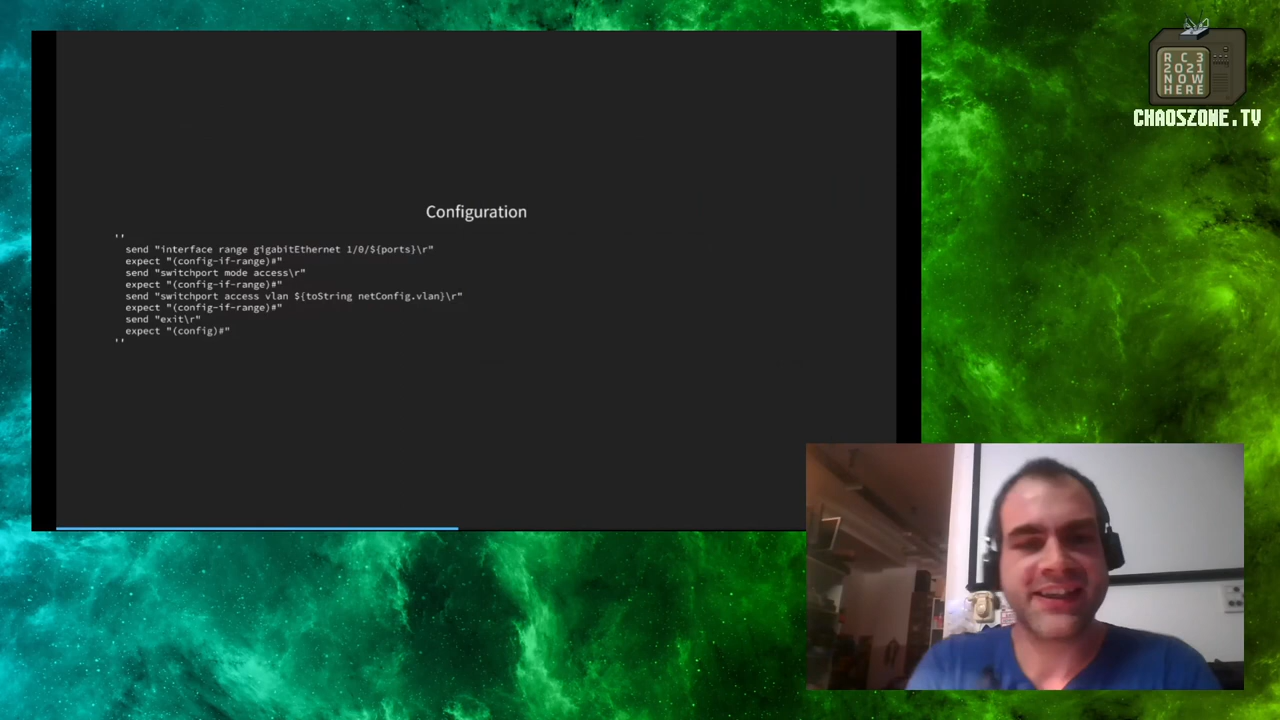 Configuration
''
send "interface range gigabitEthernet 1/0/${ports}\r"
expect "(config-if-range)#"
send "switchport mode access\r"
expect "(config-if-range)#"
send "switchport access vlan ${toString netConfig.vlan}\r"
expect "(config-if-range)#"
send "exit\r"
expect "(config)#"
''
R C 3
2021
NOW
HERE
CHAOSZONE.TV